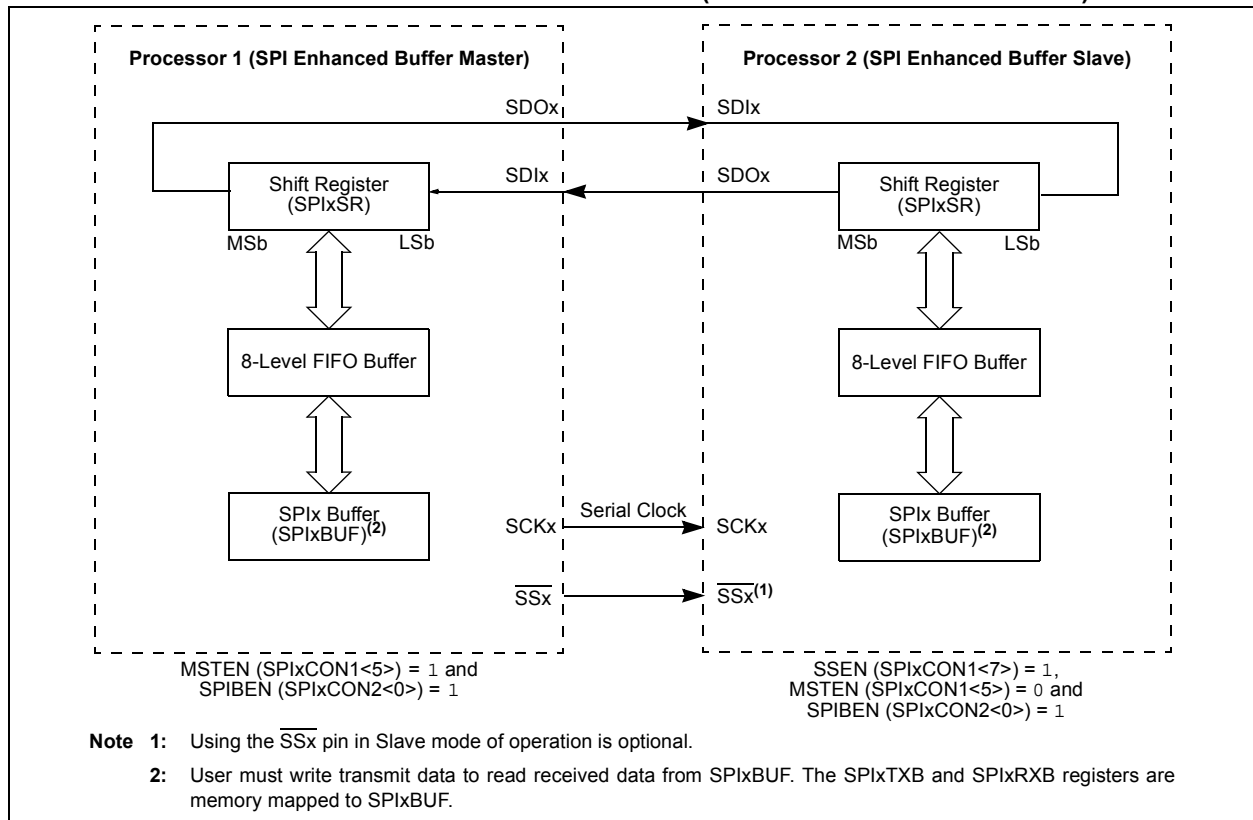 Processor 1 (SPI Enhanced Buffer Master)
Processor 2 (SPI Enhanced Buffer Slave)
SDOx
SDIx
SDIx
SDOx
Shift Register
(SPIxSR)
MSb
LSb
Shift Register
(SPIxSR)
MSb
LSb
8-Level FIFO Buffer
8-Level FIFO Buffer
SPIx Buffer
(SPIxBUF)(2)
SPIx Buffer
(SPIxBUF)(2)
SCKx
Serial Clock
SCKx
SSx
SSx(1)
MSTEN (SPIxCON1<5>) = 1 and
SPIBEN (SPIxCON2<0>) = 1
SSEN (SPIxCON1<7>) = 1,
MSTEN (SPIxCON1<5>) = 0 and
SPIBEN (SPIxCON2<0>) = 1
Note 1: Using the SSx pin in Slave mode of operation is optional.
2: User must write transmit data to read received data from SPIxBUF. The SPIxTXB and SPIxRXB registers are
memory mapped to SPIxBUF.